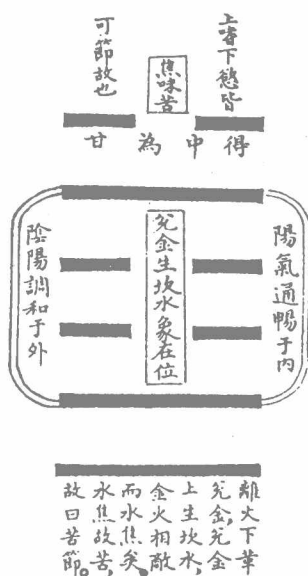 上嗜下慾皆
可節故也
焦味苦
得中為甘
陽氣通暢于內
兌金生坎水象在位
陰陽調和于外
離火下革
兌金，兌金
上生坎水，
金火相敵
而水焦矣。
水焦故苦，
故曰苦節。